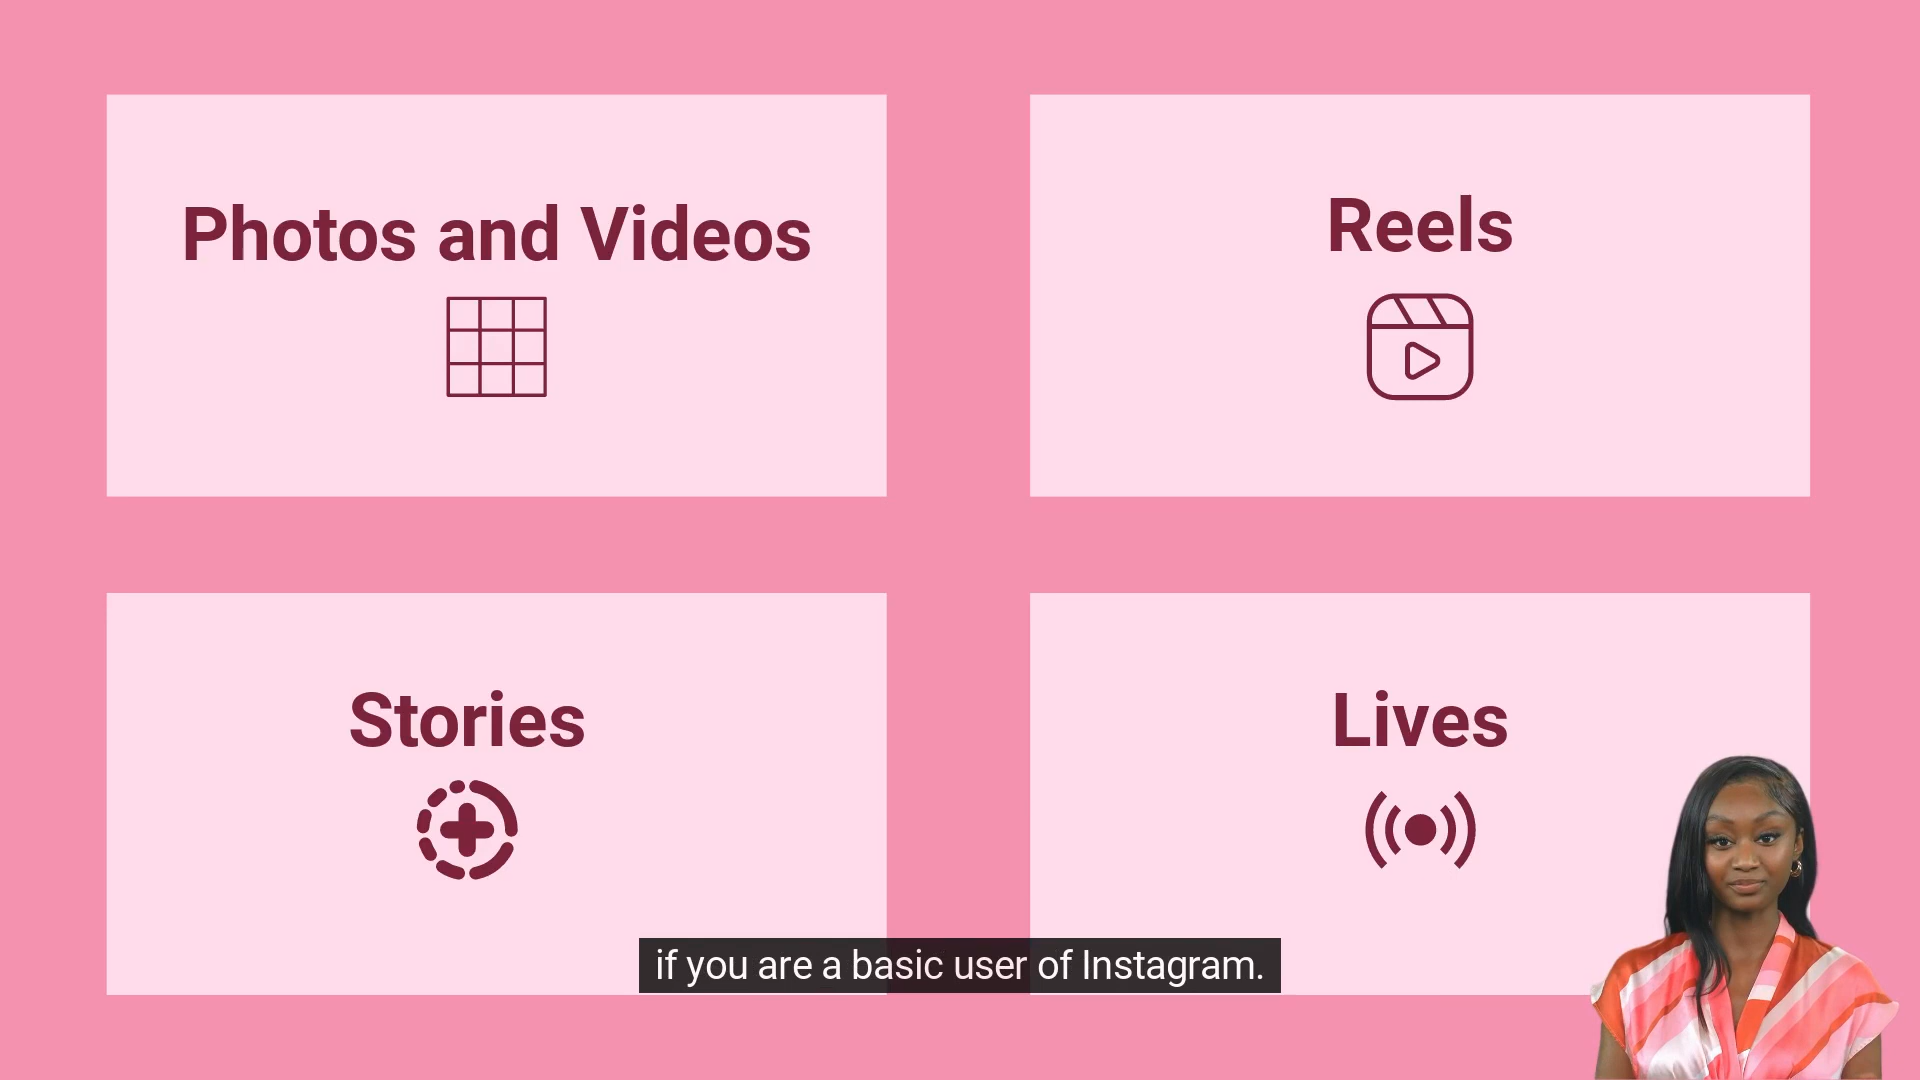 Photos and Videos
Reels
Stories
Lives
if you are a basic user of Instagram.